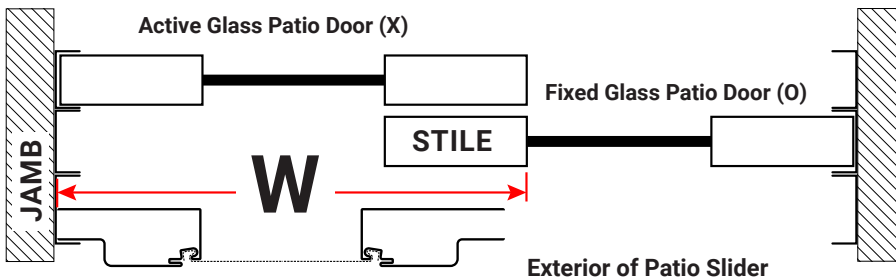 Active Glass Patio Door (X)
Fixed Glass Patio Door (O)
STILE
JAMB
W
Exterior of Patio Slider